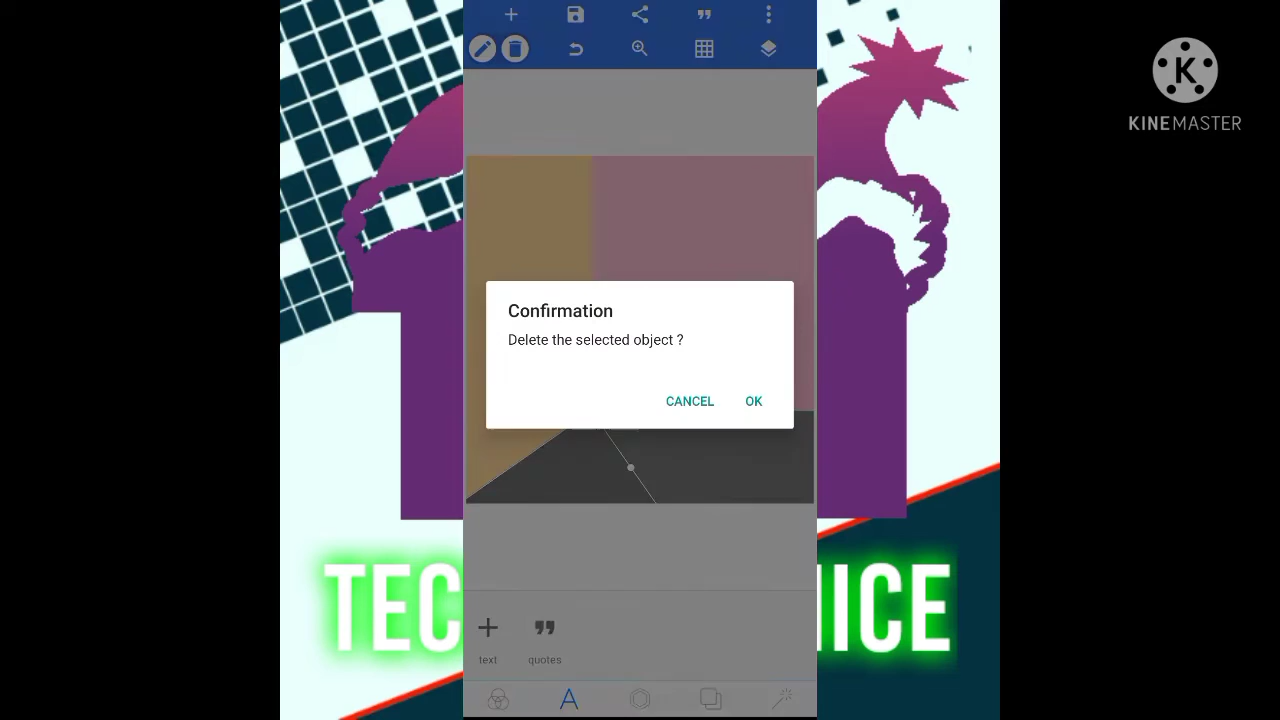 KINEMASTER
Confirmation
Delete the selected object ?
CANCEL OK
TEC
ICE
text quotes